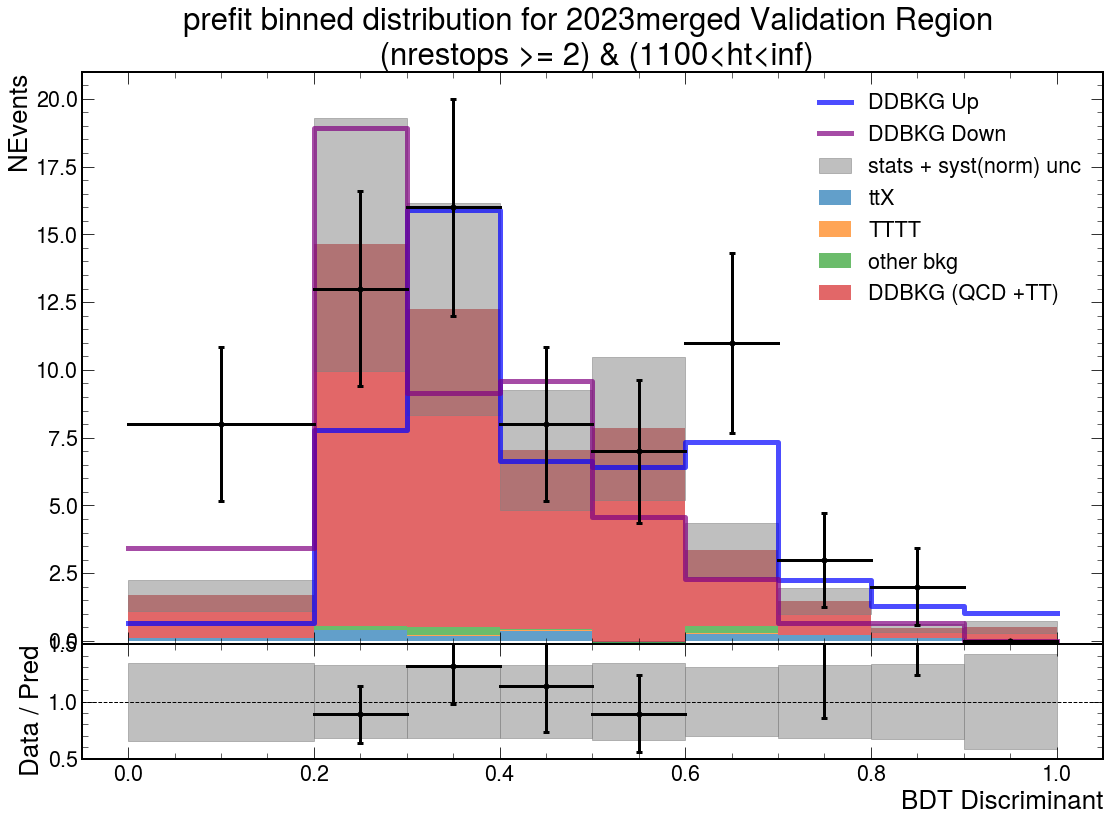 prefit binned distribution for 2023merged Validation Region
(nrestops >= 2) & (1100<ht<inf)
NEvents
20.0
17.5
15.0
12.5
10.0
7.5
5.0
2.5
DDBKG Up
DDBKG Down
stats + syst(norm) unc
ttX
TTTT
other bkg
DDBKG (QCD +TT)
Data / Pred
1.0
0.5
0.0
0.2
0.4
0.6
0.8
1.0
BDT Discriminant